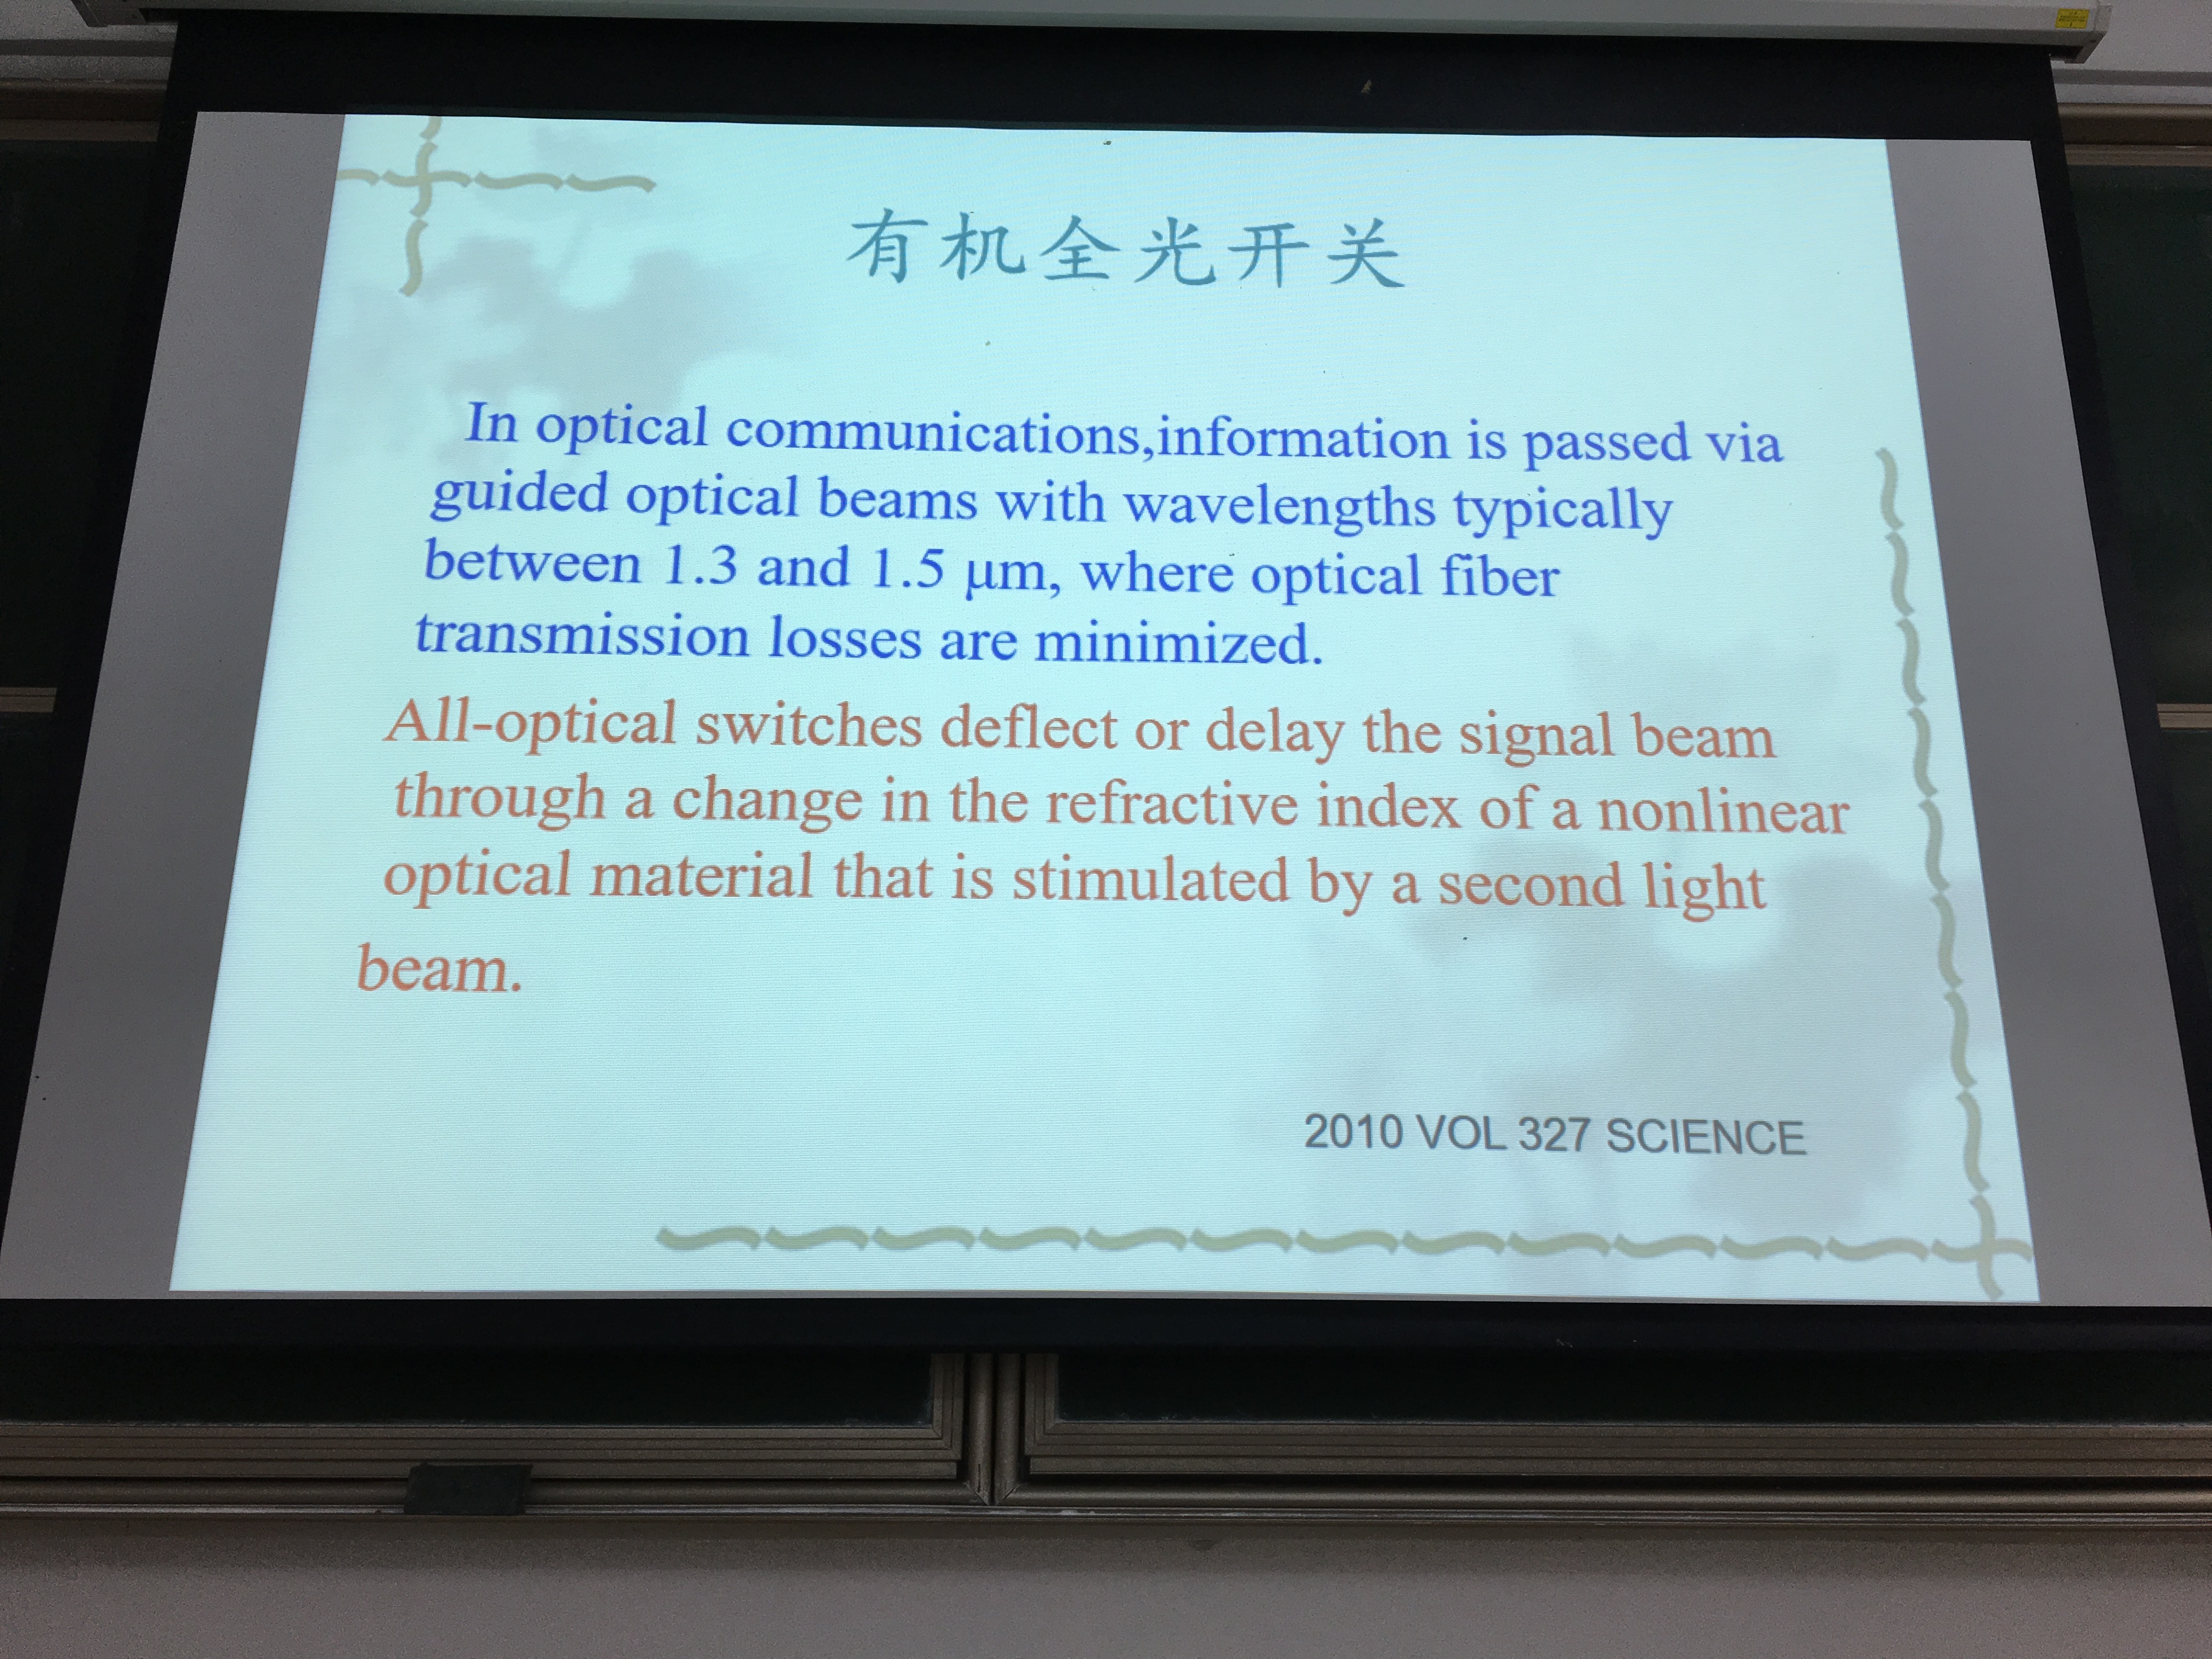 有机全光开关
In optical communications,information is passed via
guided optical beams with wavelengths typically
between 1.3 and 1.5 μm, where optical fiber
transmission losses are minimized.
All-optical switches deflect or delay the signal beam
through a change in the refractive index of a nonlinear
optical material that is stimulated by a second light
beam.
2010 VOL 327 SCIENCE